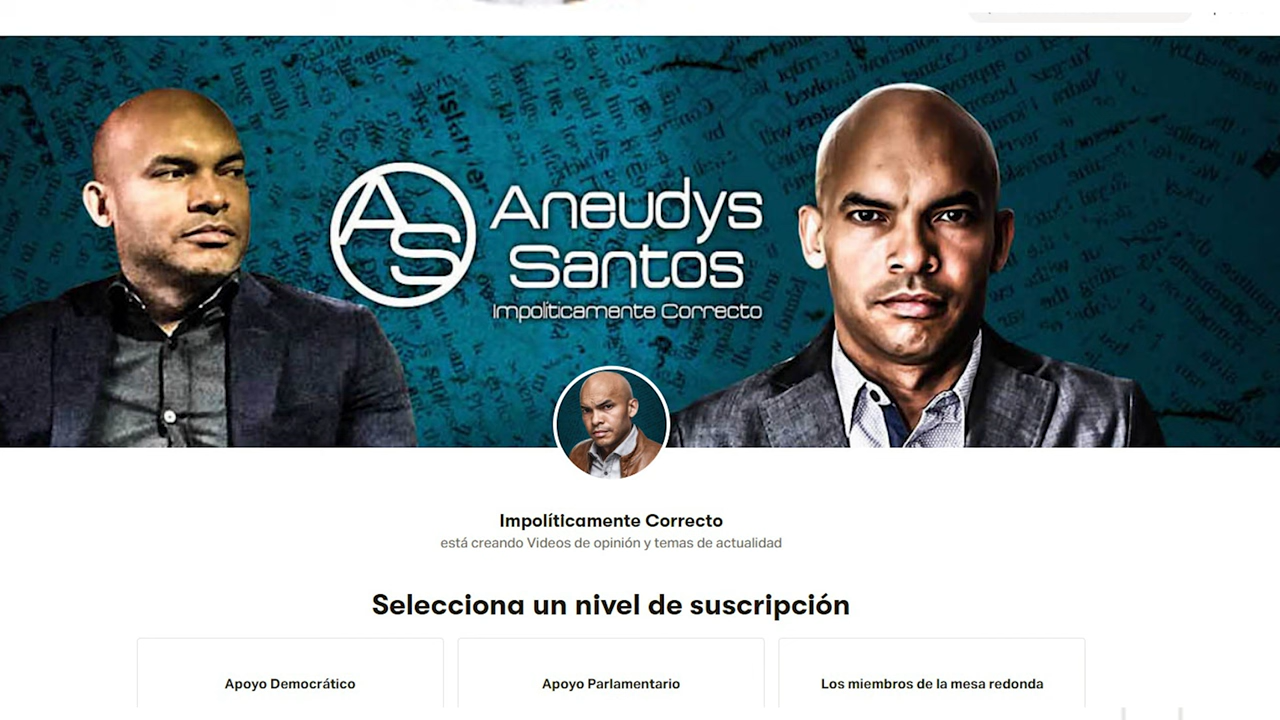 AS
Aneudys
Santos
Impolíticamente Correcto
Impolíticamente Correcto
está creando Videos de opinión y temas de actualidad
Selecciona un nivel de suscripción
Apoyo Democrático
Apoyo Parlamentario
Los miembros de la mesa redonda